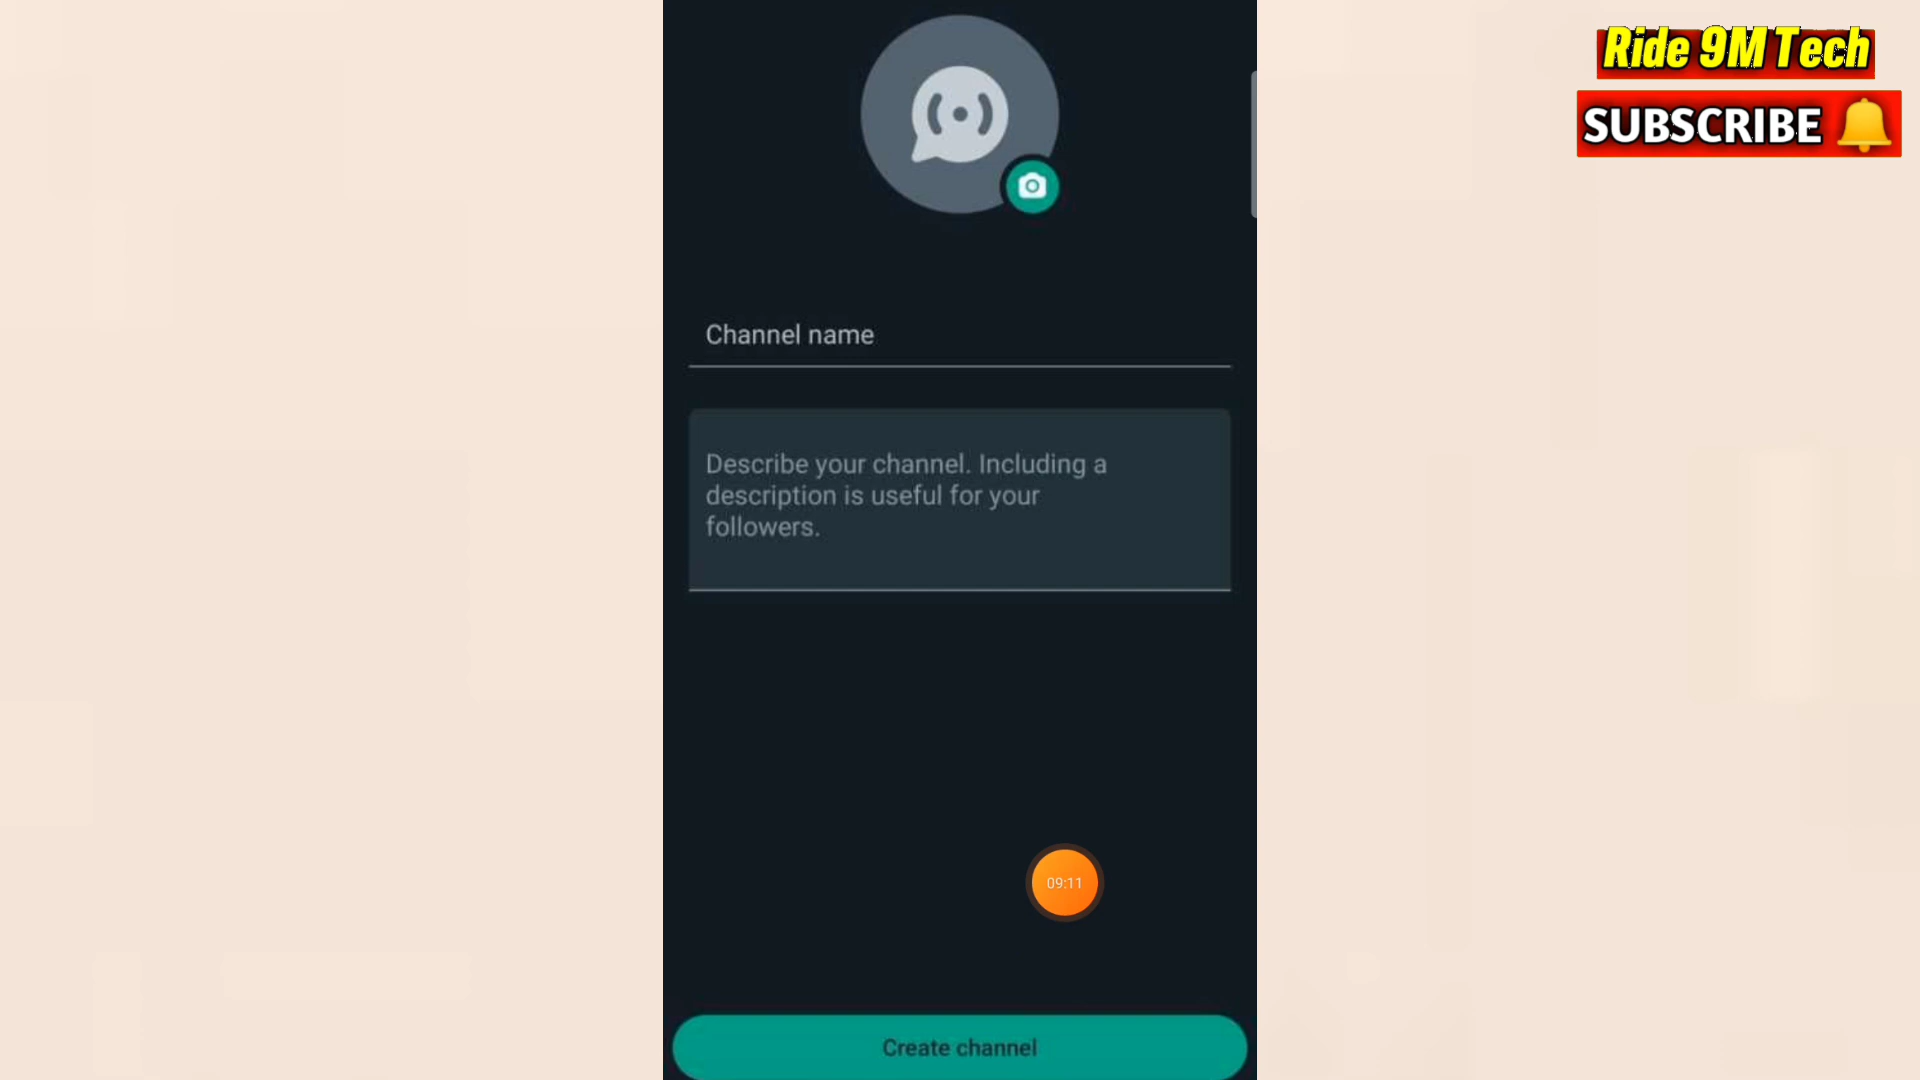 Ride 9M Tech
SUBSCRIBE
Channel name
Describe your channel. Including a
description is useful for your
followers.
09:11
Create channel